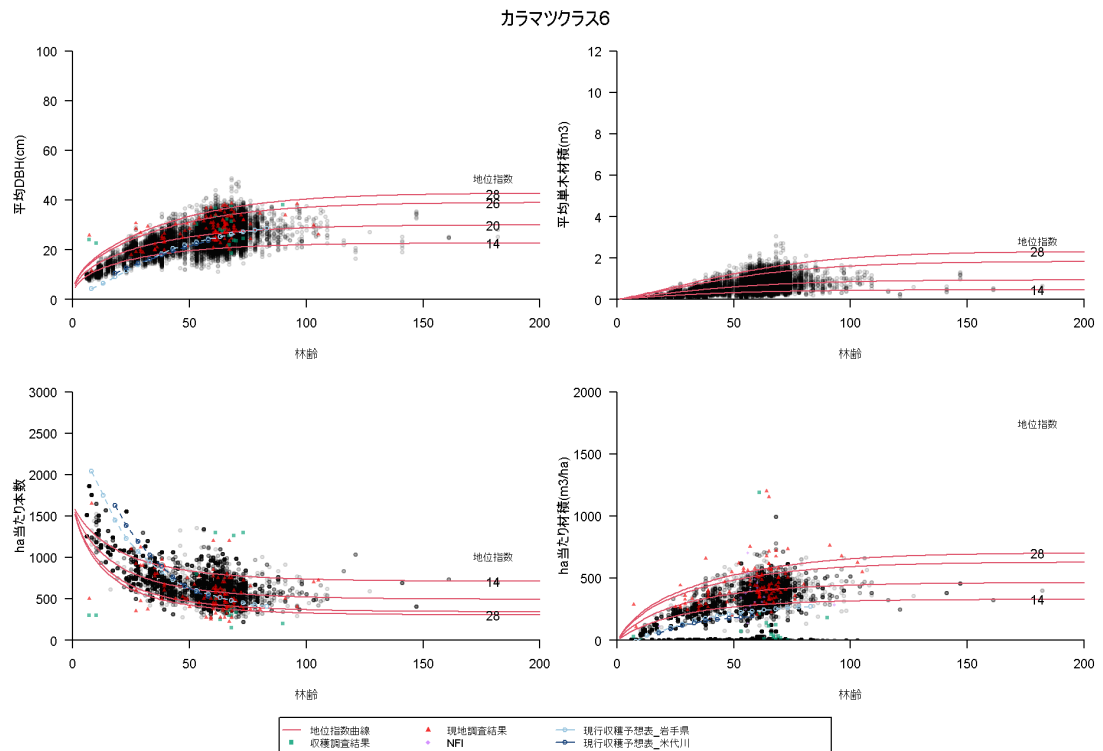 カラマツクラス6
平均DBH(cm)
100
80
60
40
20
0
地位指数
28
26
20
14
0 50 100 150 200
林齢
平均単木材積(m3)
12
10
8
6
4
2
0
地位指数
28
14
0 50 100 150 200
林齢
ha当たり本数
3000
2500
2000
1500
1000
500
0
地位指数
14
28
0 50 100 150 200
林齢
ha当たり材積(m3/ha)
2000
1500
1000
500
0
地位指数
28
14
0 50 100 150 200
林齢
地位指数曲線 現地調査結果 現行収穫予想表_岩手県
収穫調査結果 NFI 現行収穫予想表_米代川